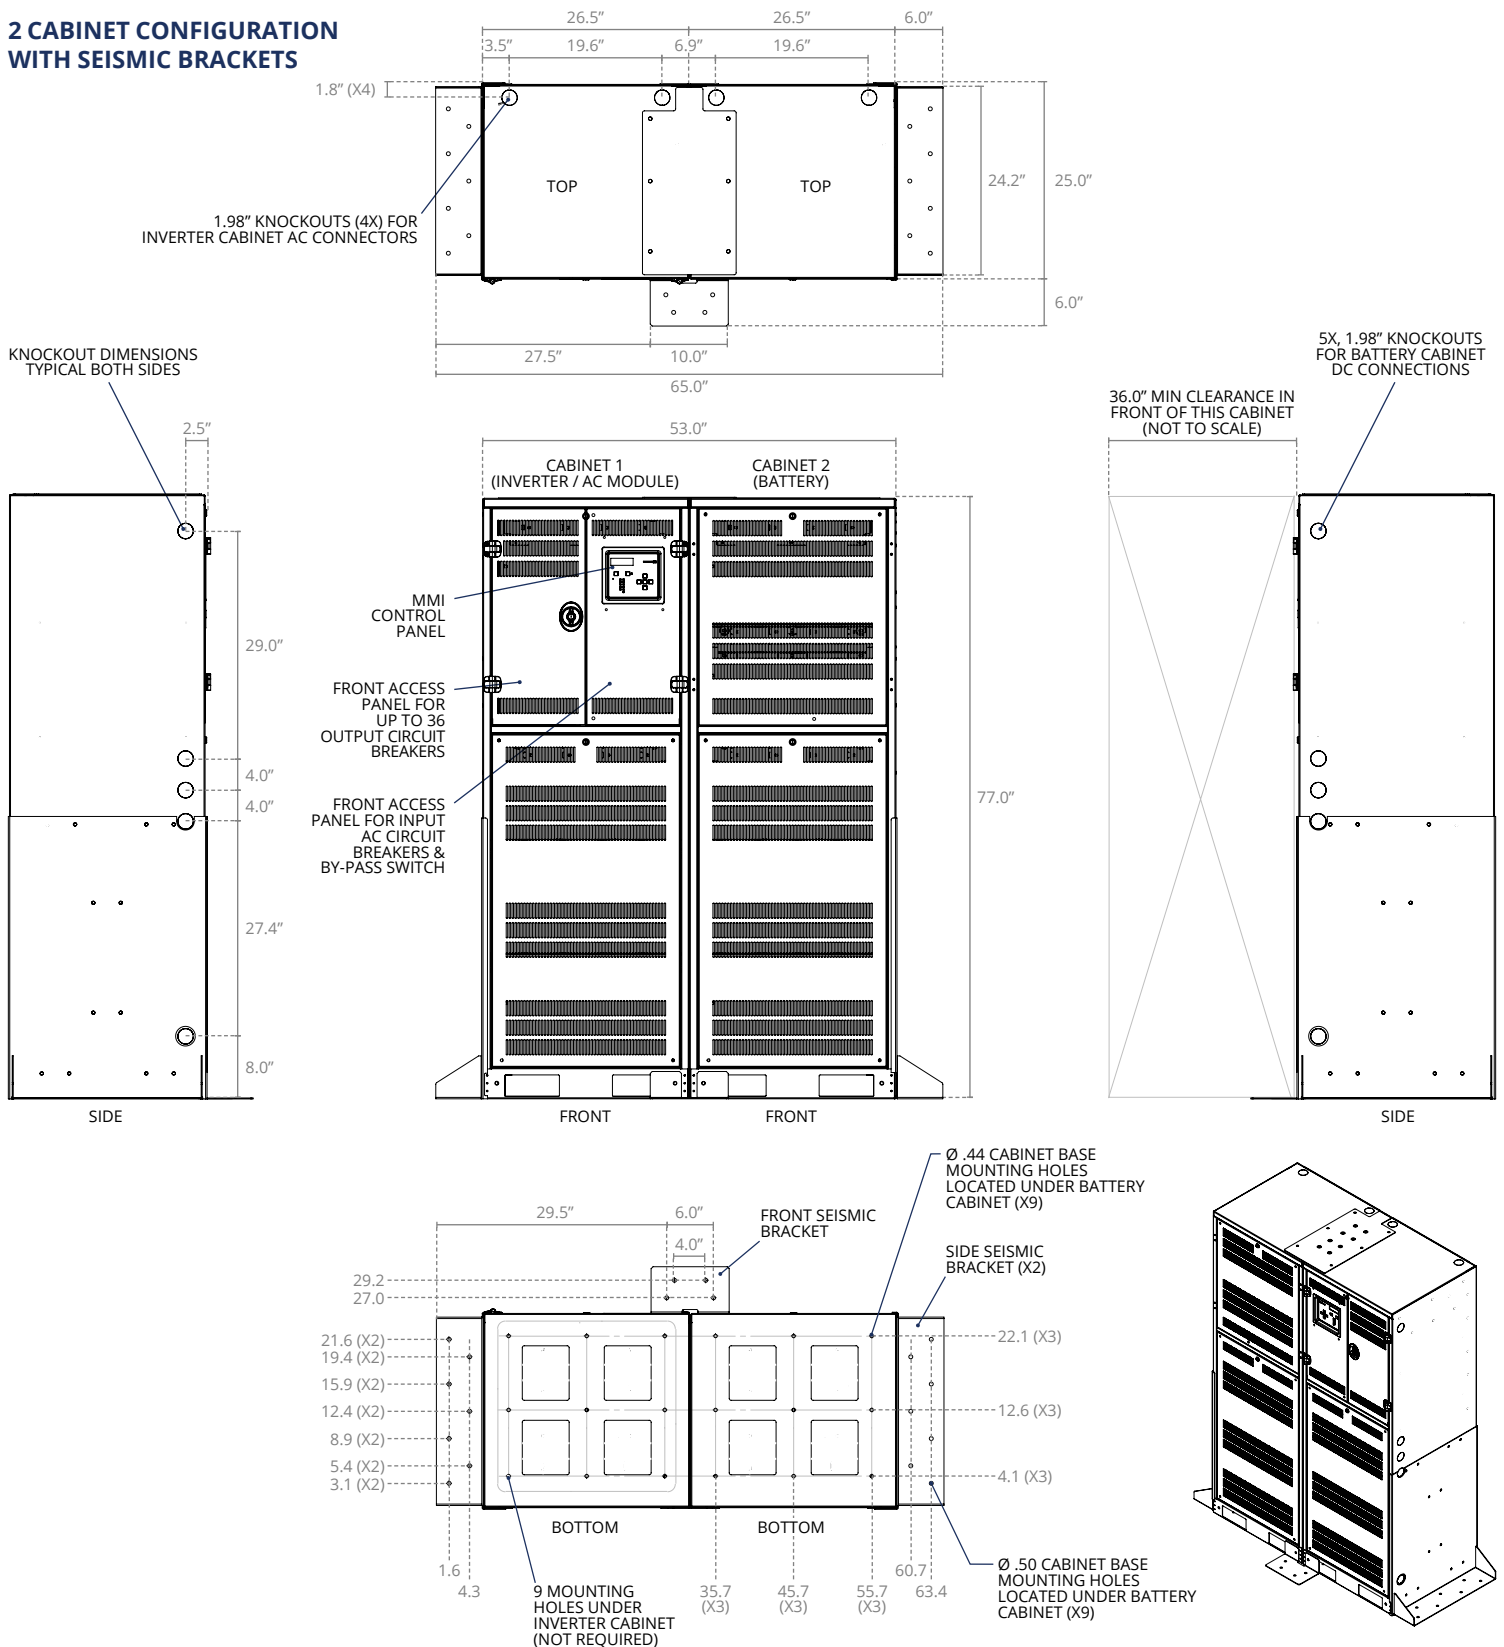 2 CABINET CONFIGURATION
WITH SEISMIC BRACKETS
26.5” 26.5” 6.0”
3.5” 19.6” 6.9” 19.6”
1.8” (X4)
TOP TOP
24.2” 25.0”
1.98” KNOCKOUTS (4X) FOR
INVERTER CABINET AC CONNECTORS
6.0”
27.5” 10.0”
65.0”
KNOCKOUT DIMENSIONS
TYPICAL BOTH SIDES
5X, 1.98” KNOCKOUTS
FOR BATTERY CABINET
DC CONNECTIONS
36.0” MIN CLEARANCE IN
FRONT OF THIS CABINET
(NOT TO SCALE)
2.5”
53.0”
CABINET 1
(INVERTER / AC MODULE)
CABINET 2
(BATTERY)
MMI
CONTROL
PANEL
29.0”
FRONT ACCESS
PANEL FOR
UP TO 36
OUTPUT CIRCUIT
BREAKERS
4.0”
4.0”
FRONT ACCESS
PANEL FOR INPUT
AC CIRCUIT
BREAKERS &
BY-PASS SWITCH
77.0”
27.4”
8.0”
SIDE FRONT FRONT SIDE
Ø .44 CABINET BASE
MOUNTING HOLES
LOCATED UNDER BATTERY
CABINET (X9)
29.5” 6.0”
4.0”
FRONT SEISMIC
BRACKET
SIDE SEISMIC
BRACKET (X2)
29.2
27.0
21.6 (X2)
19.4 (X2)
15.9 (X2)
12.4 (X2)
8.9 (X2)
5.4 (X2)
3.1 (X2)
22.1 (X3)
12.6 (X3)
4.1 (X3)
BOTTOM BOTTOM
1.6
4.3
9 MOUNTING
HOLES UNDER
INVERTER CABINET
(NOT REQUIRED)
35.7
(X3)
45.7
(X3)
55.7
(X3)
60.7
63.4
Ø .50 CABINET BASE
MOUNTING HOLES
LOCATED UNDER BATTERY
CABINET (X9)